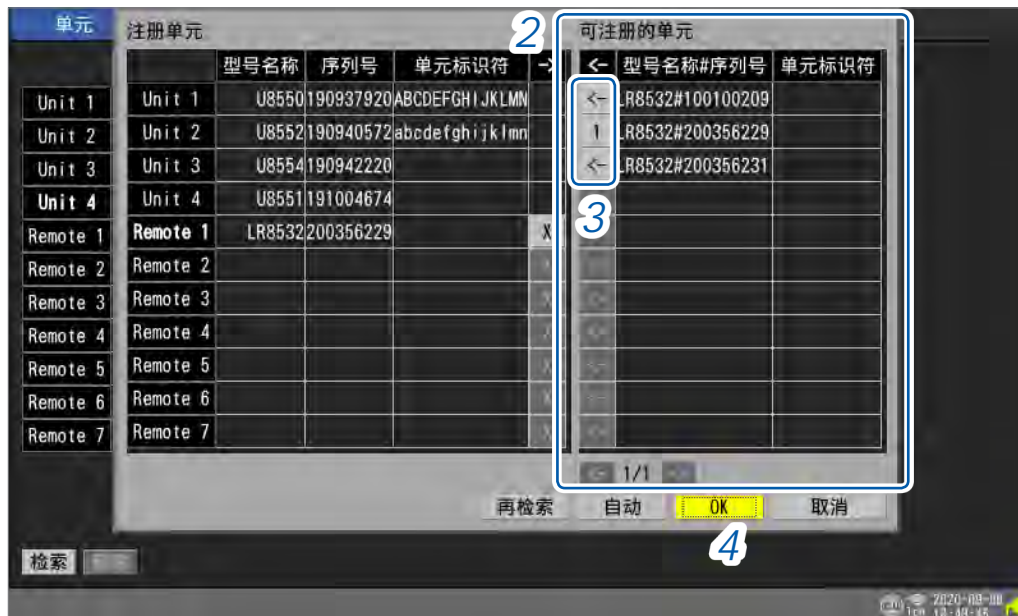 单元
注册单元
2
可注册的单元
型号名称 序列号 单元标识符 ->
<- 型号名称#序列号 单元标识符
Unit 1
Unit 2
Unit 3
Unit 4
Remote 1
Remote 2
Remote 3
Remote 4
Remote 5
Remote 6
Remote 7
Unit 1 U8550 190937920 ABCDEFGHIJKLMN
Unit 2 U8552 190940572 abcdefghijklmn
Unit 3 U8554 190942220
Unit 4 U8551 191004674
Remote 1 LR8532 200356229 X
Remote 2 X
Remote 3 X
Remote 4 X
Remote 5 X
Remote 6 X
Remote 7 X
<- LR8532#100100209
1 LR8532#200356229
<- LR8532#200356231
3
<- 1/1
再检索 自动 OK 取消
4
检索